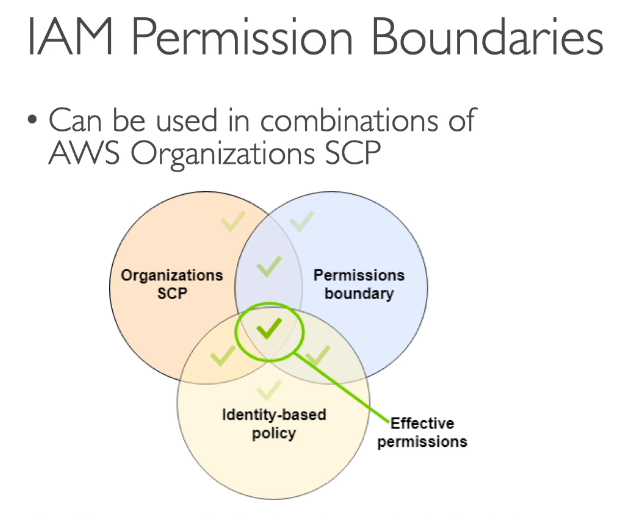 IAM Permission Boundaries
• Can be used in combinations of
AWS Organizations SCP
Organizations
SCP
Permissions
boundary
Identity-based
policy
Effective
permissions